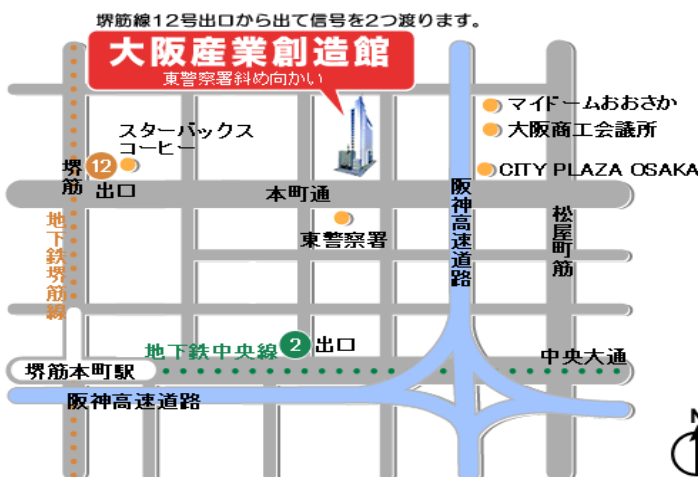 堺筋線12号出口から出て信号を2つ渡ります。
大阪産業創造館
東警察署斜め向かい
マイドームおおさか
大阪商工会議所
CITY PLAZA OSAKA
スターバックス
コーヒー
堺筋
12
出口
本町通
阪神高速道路
松屋町筋
東警察署
地下鉄堺筋線
地下鉄中央線
2
出口
中央大通
堺筋本町駅
阪神高速道路
N